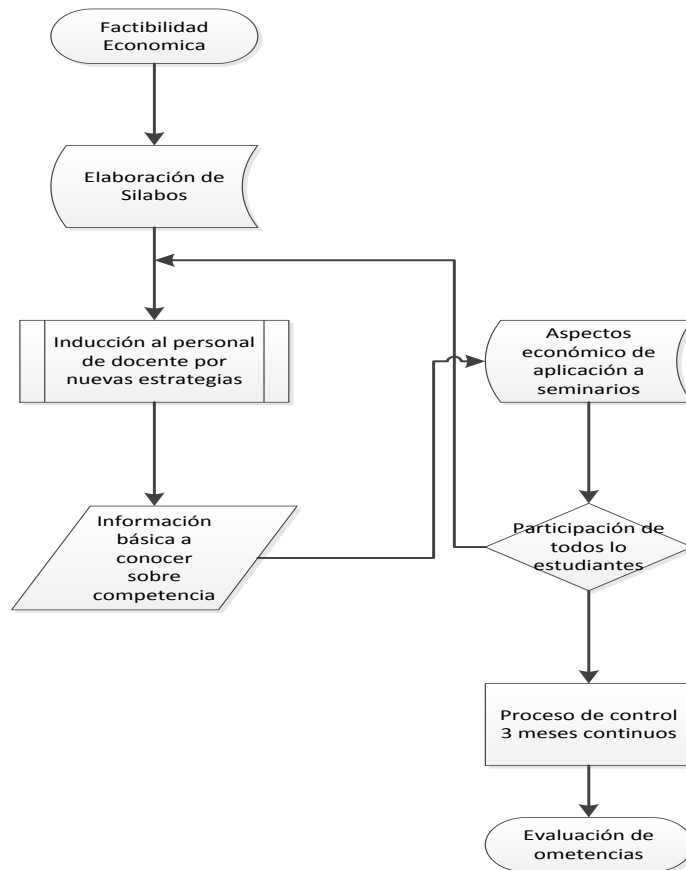 Factibilidad
Economica
Elaboración de
Silabos
Inducción al personal
de docente por
nuevas estrategias
Información
básica a
conocer
sobre
competencia
Aspectos
económico de
aplicación a
seminarios
Participación de
todos lo
estudiantes
Proceso de control
3 meses continuos
Evaluación de
ometencias